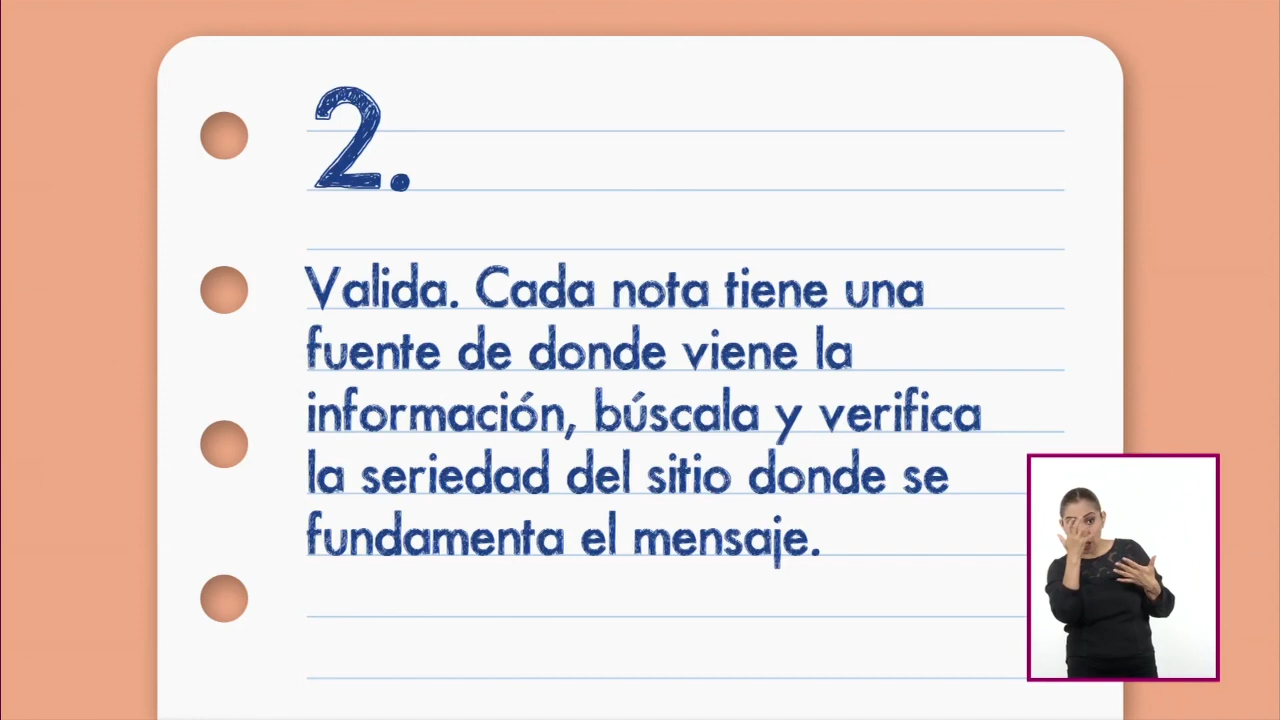 2.
Valida. Cada nota tiene una
fuente de donde viene la
información, búscala y verifica
la seriedad del sitio donde se
fundamenta el mensaje.